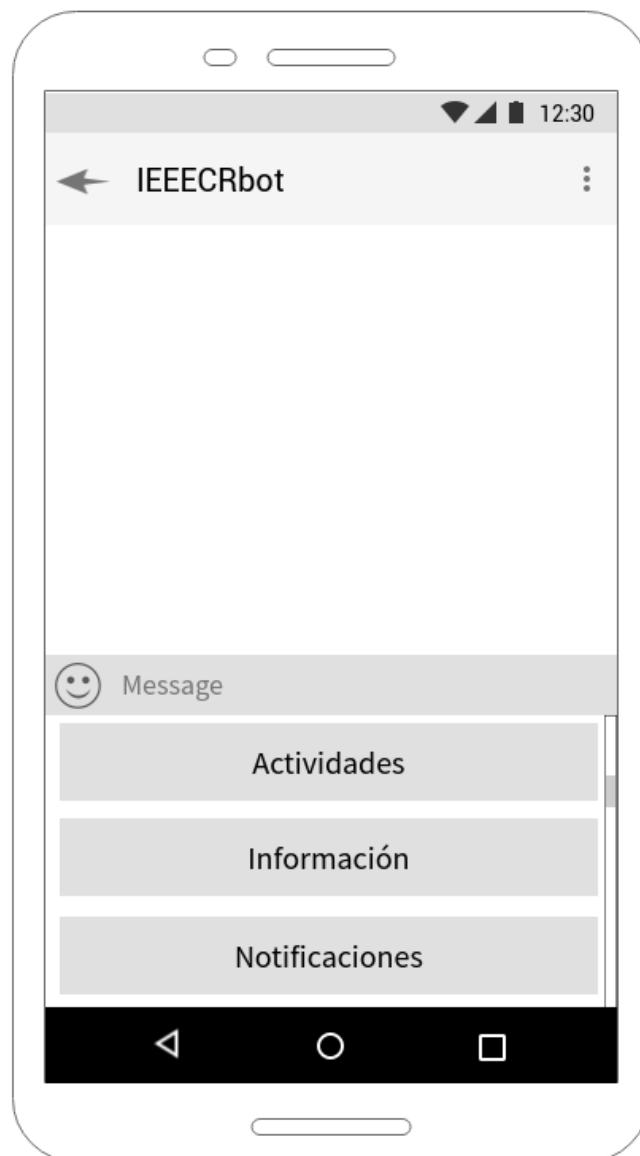 12:30
IEEECRbot
Message
Actividades
Información
Notificaciones